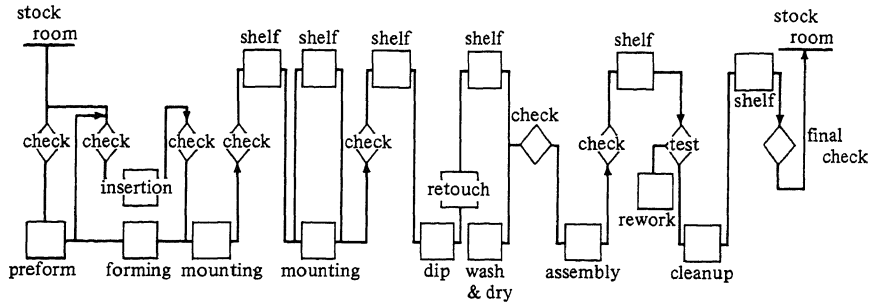 stock
room
stock
room
shelf
shelf
shelf
shelf
shelf
shelf
check
check
check
check
check
check
check
test
final
check
insertion
retouch
rework
preform
forming
mounting
mounting
dip
wash
& dry
assembly
cleanup